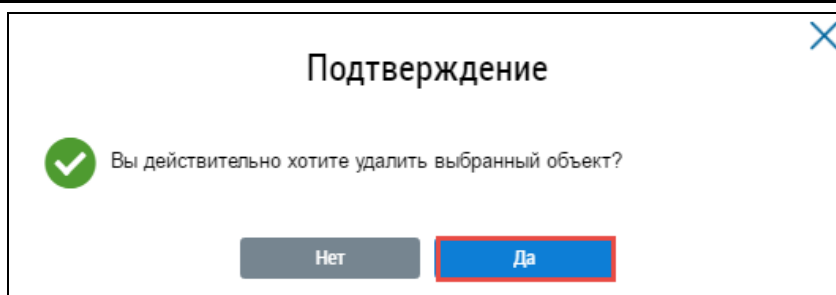 Подтверждение
Вы действительно хотите удалить выбранный объект?
Нет
Да